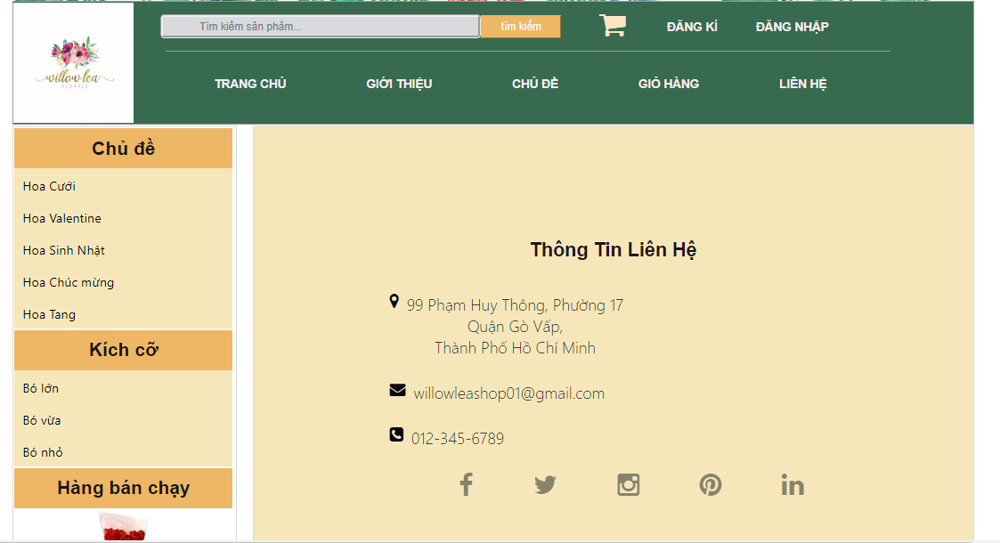 willow lea
FLORALS
Tìm kiếm sản phẩm...
tìm kiếm
ĐĂNG KÍ
ĐĂNG NHẬP
TRANG CHỦ
GIỚI THIỆU
CHỦ ĐỀ
GIỎ HÀNG
LIÊN HỆ
Chủ đề
Hoa Cưới
Hoa Valentine
Hoa Sinh Nhật
Hoa Chúc mừng
Hoa Tang
Kích cỡ
Bó lớn
Bó vừa
Bó nhỏ
Hàng bán chạy
Thông Tin Liên Hệ
99 Phạm Huy Thông, Phường 17
Quận Gò Vấp,
Thành Phố Hồ Chí Minh
willowleashop01@gmail.com
012-345-6789